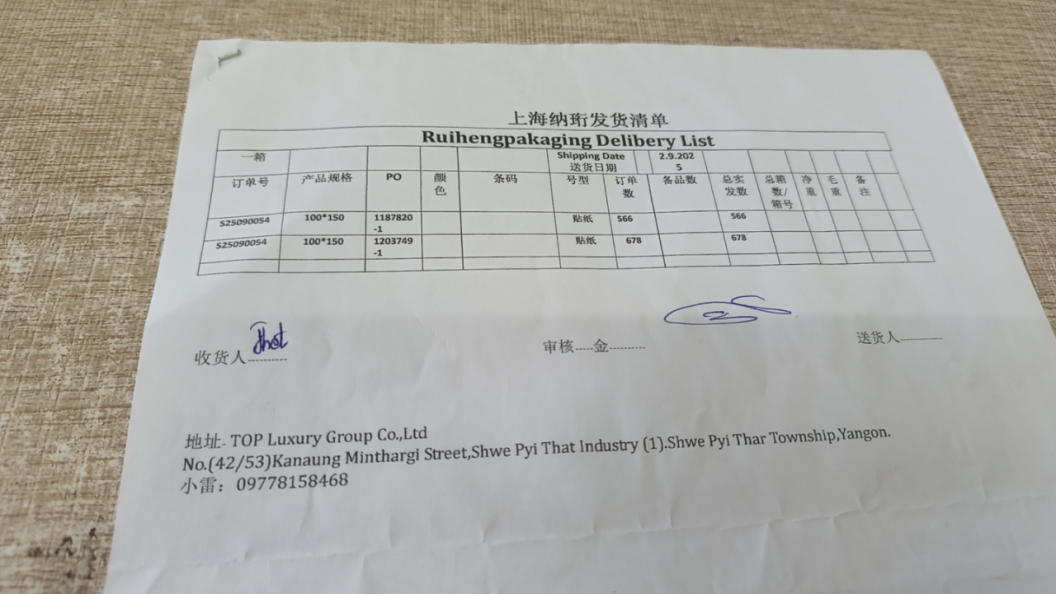 上海纳珩发货清单
Ruihengpakaging Delibery List
一箱 Shipping Date 送货日期 2.9.2025
订单号 产品规格 PO 颜色 条码 号型 订单数 备品数 总实发数 总箱数/箱号 净重 毛重 备注
S25090054 100*150 1187820-1 贴纸 566 566
S25090054 100*150 1203749-1 贴纸 678 678
收货人........... 审核.....金.......... 送货人............
地址- TOP Luxury Group Co.,Ltd
No.(42/53)Kanaung Minthargi Street,Shwe Pyi That Industry (1).Shwe Pyi Thar Township,Yangon.
小雷：09778158468